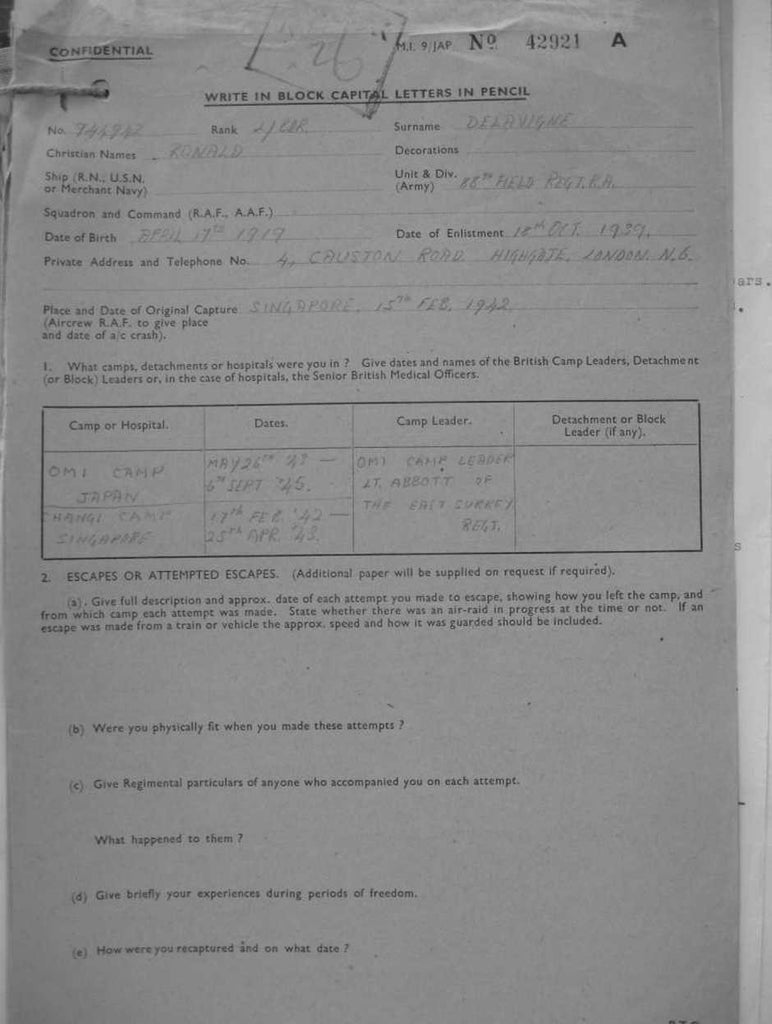 CONFIDENTIAL
26
M.I. 9/JAP No. 42921 A
WRITE IN BLOCK CAPITAL LETTERS IN PENCIL
No. Rank L/BDR. Surname DELAVIGNE
Christian Names RONALD Decorations
Ship (R.N., U.S.N. or Merchant Navy) Unit & Div. (Army) 88TH FIELD REGT. R.A.
Squadron and Command (R.A.F., A.A.F.)
Date of Birth APRIL 17TH 1919 Date of Enlistment 18TH OCT. 1939.
Private Address and Telephone No. 4, CAUSTON ROAD HIGHGATE, LONDON. N.6.
Place and Date of Original Capture SINGAPORE, 15TH FEB. 1942.
(Aircrew R.A.F. to give place
and date of a/c crash).
1. What camps, detachments or hospitals were you in ? Give dates and names of the British Camp Leaders, Detachment
(or Block) Leaders or, in the case of hospitals, the Senior British Medical Officers.
Camp or Hospital. Dates. Camp Leader. Detachment or Block
Leader (if any).
OMI CAMP MAY 26TH '43 — OMI CAMP LEADER
JAPAN 6TH SEPT '45. LT. ABBOTT OF
CHANGI CAMP 17TH FEB. '42 — THE EAST SURREY
SINGAPORE 25TH APR. '43. REGT.
2. ESCAPES OR ATTEMPTED ESCAPES. (Additional paper will be supplied on request if required).
(a). Give full description and approx. date of each attempt you made to escape, showing how you left the camp, and
from which camp each attempt was made. State whether there was an air-raid in progress at the time or not. If an
escape was made from a train or vehicle the approx. speed and how it was guarded should be included.
(b) Were you physically fit when you made these attempts ?
(c) Give Regimental particulars of anyone who accompanied you on each attempt.
What happened to them ?
(d) Give briefly your experiences during periods of freedom.
(e) How were you recaptured and on what date ?